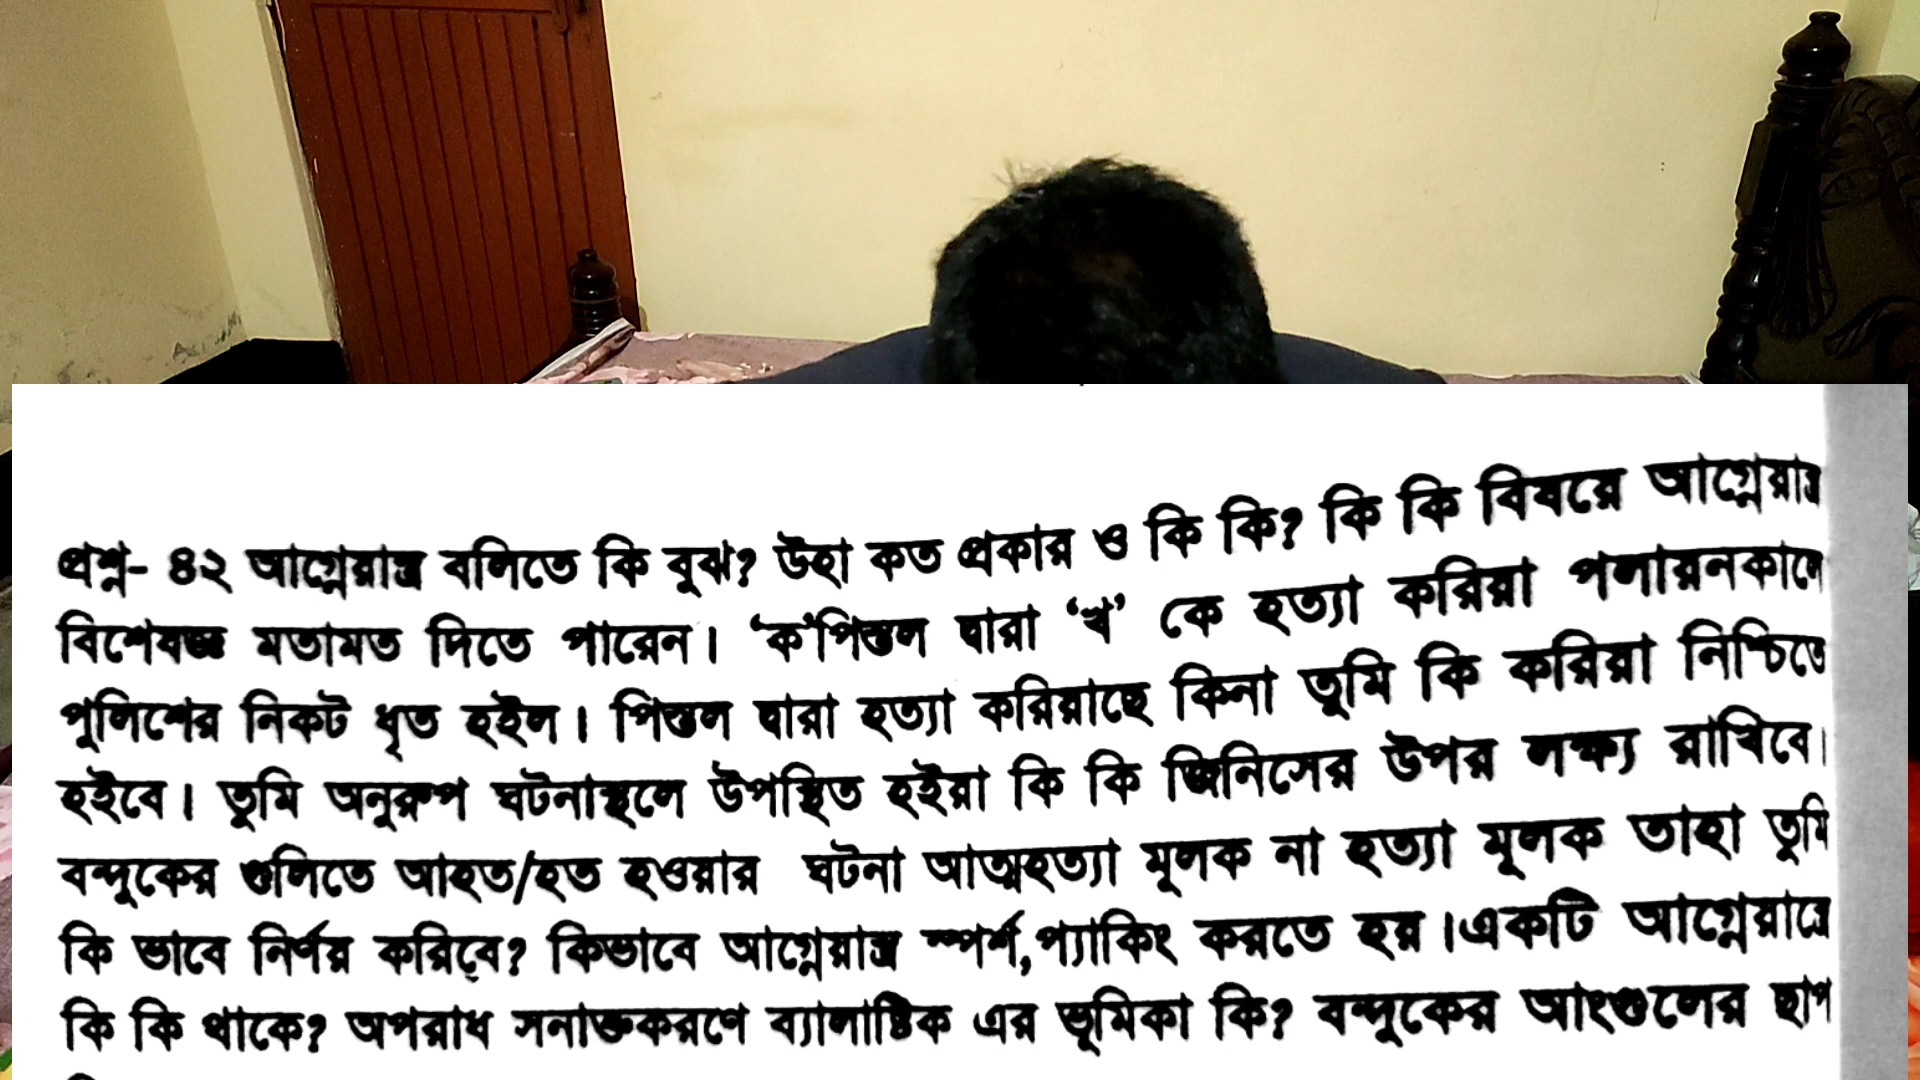 প্রশ্ন- ৪২ আগ্নেয়াস্ত্র বলিতে কি বুঝ? উহা কত প্রকার ও কি কি? কি কি বিষয়ে আগ্নেয়াস্ত্র
বিশেষজ্ঞ মতামত দিতে পারেন। ‘ক’পিস্তল দ্বারা ‘খ’ কে হত্যা করিয়া পলায়নকালে
পুলিশের নিকট ধৃত হইল। পিস্তল দ্বারা হত্যা করিয়াছে কিনা তুমি কি করিয়া নিশ্চিতে
হইবে। তুমি অনুরুপ ঘটনাস্থলে উপস্থিত হইয়া কি কি জিনিসের উপর লক্ষ্য রাখিবে।
বন্দুকের গুলিতে আহত/হত হওয়ার ঘটনা আত্মহত্যা মূলক না হত্যা মূলক তাহা তুমি
কি ভাবে নির্ণয় করিবে? কিভাবে আগ্নেয়াস্ত্র স্পর্শ,প্যাকিং করতে হয়।একটি আগ্নেয়াস্ত্রে
কি কি থাকে? অপরাধ সনাক্তকরণে ব্যালাষ্টিক এর ভূমিকা কি? বন্দুকের আংগুলের ছাপ